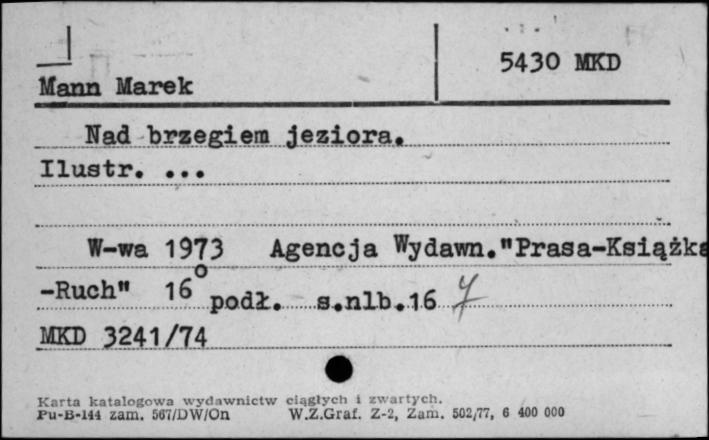 5430 MKD
Mann Marek
Nad brzegiem jeziora.
Ilustr. ...
W-wa 1973 Agencja Wydawn."Prasa-Książka
-Ruch" 16° podł. s.nlb.16
MKD 3241/74
Karta katalogowa wydawnictw ciągłych i zwartych.
Pu-B-144 zam. 567/DW/On W.Z.Graf. Z-2, Zam. 502/77, 6 400 000